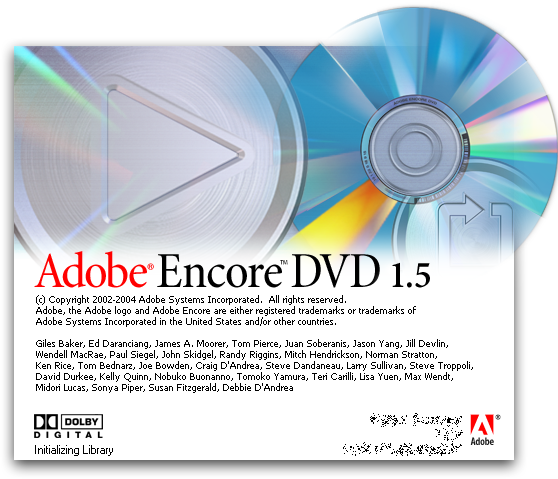 Adobe® Encore™ DVD 1.5
(c) Copyright 2002-2004 Adobe Systems Incorporated. All rights reserved.
Adobe, the Adobe logo and Adobe Encore are either registered trademarks or trademarks of
Adobe Systems Incorporated in the United States and/or other countries.
Giles Baker, Ed Daranciang, James A. Moorer, Tom Pierce, Juan Soberanis, Jason Yang, Jill Devlin,
Wendell MacRae, Paul Siegel, John Skidgel, Randy Riggins, Mitch Hendrickson, Norman Stratton,
Ken Rice, Tom Bednarz, Joe Bowden, Craig D'Andrea, Steve Dandaneau, Larry Sullivan, Steve Troppoli,
David Durkee, Kelly Quinn, Nobuko Buonanno, Tomoko Yamura, Teri Carilli, Lisa Yuen, Max Wendt,
Midori Lucas, Sonya Piper, Susan Fitzgerald, Debbie D'Andrea
DOLBY
DIGITAL
Adobe
Initializing Library